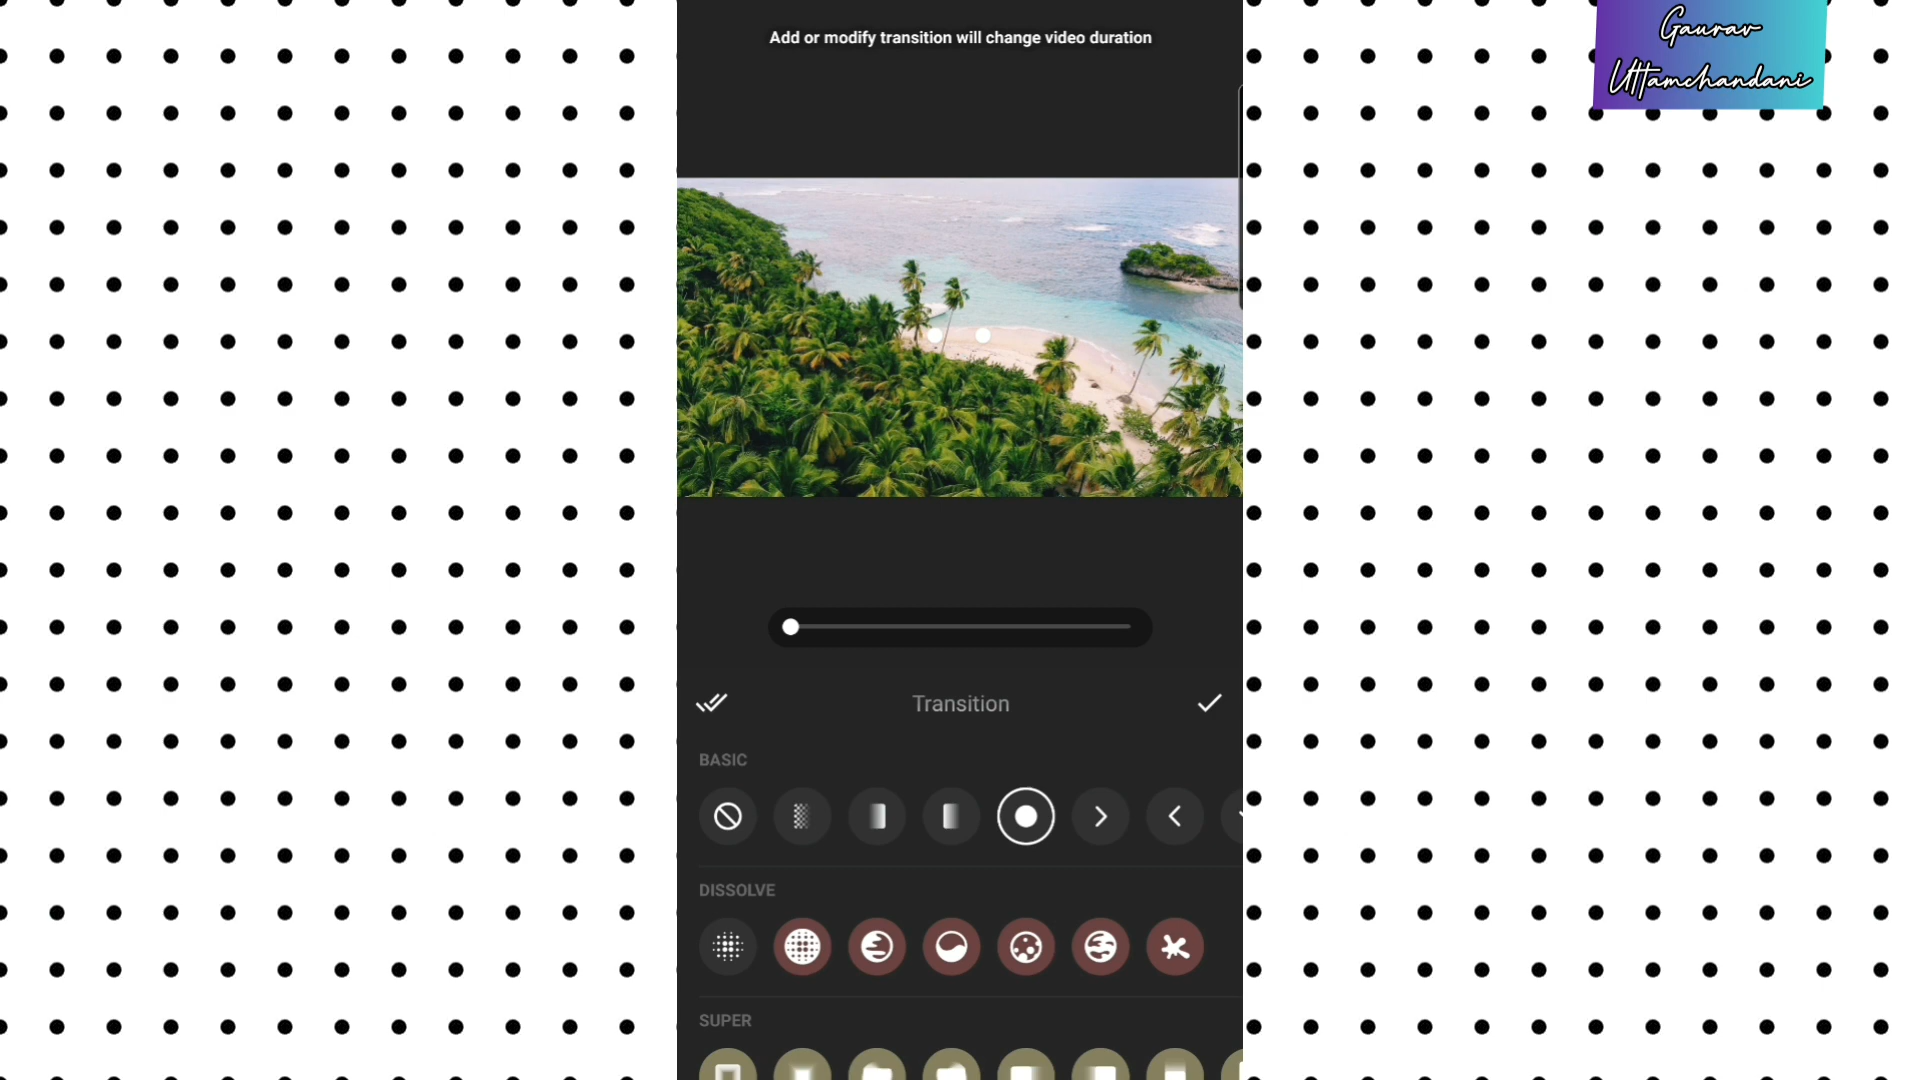 Gaurav
Uttamchandani
Add or modify transition will change video duration
Transition
BASIC
DISSOLVE
SUPER